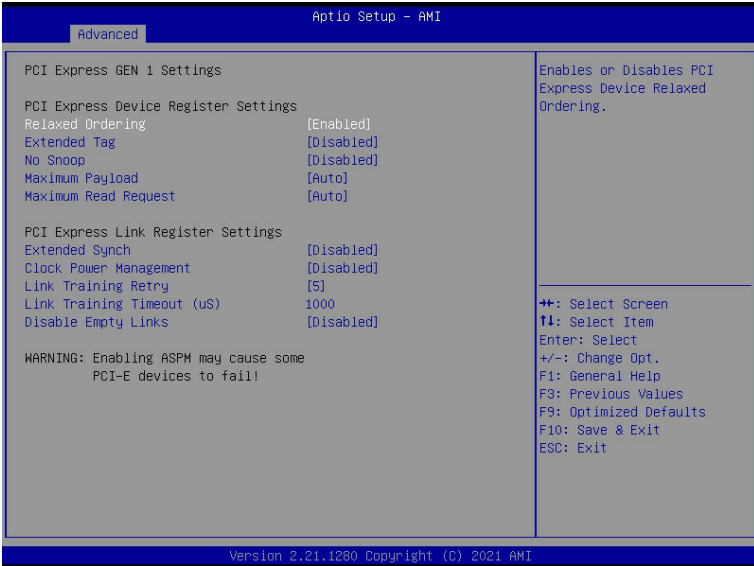 Aptio Setup – AMI
Advanced
PCI Express GEN 1 Settings
PCI Express Device Register Settings
Relaxed Ordering [Enabled]
Extended Tag [Disabled]
No Snoop [Disabled]
Maximum Payload [Auto]
Maximum Read Request [Auto]
PCI Express Link Register Settings
Extended Synch [Disabled]
Clock Power Management [Disabled]
Link Training Retry [5]
Link Training Timeout (uS) 1000
Disable Empty Links [Disabled]
WARNING: Enabling ASPM may cause some
PCI-E devices to fail!
Enables or Disables PCI
Express Device Relaxed
Ordering.
→←: Select Screen
↑↓: Select Item
Enter: Select
+/-: Change Opt.
F1: General Help
F3: Previous Values
F9: Optimized Defaults
F10: Save & Exit
ESC: Exit
Version 2.21.1280 Copyright (C) 2021 AMI